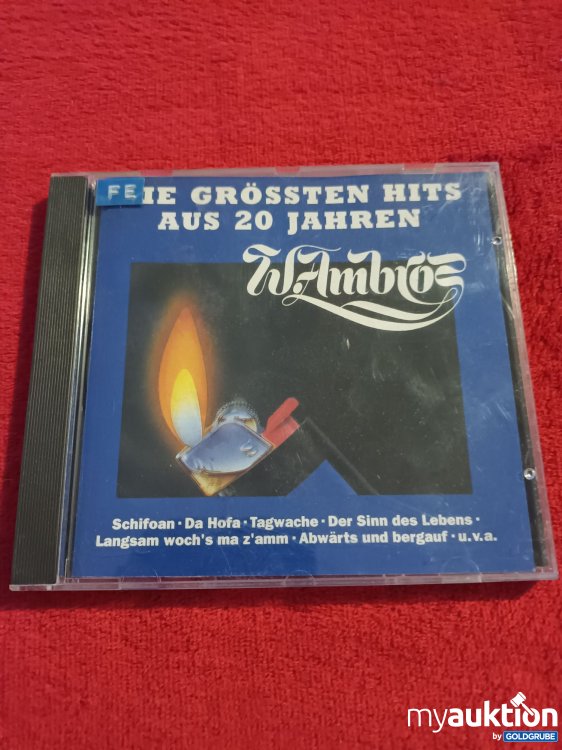 FE IE GRÖSSTEN HITS
AUS 20 JAHREN
W. Ambros
Schifoan · Da Hofa · Tagwache · Der Sinn des Lebens ·
Langsam woch's ma z'amm · Abwärts und bergauf · u.v.a.
myauktion
by GOLDGRUBE